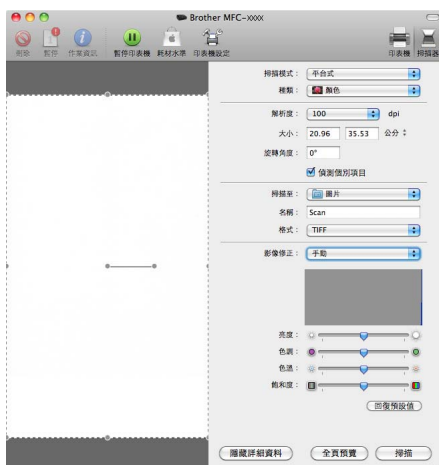 Brother MFC-xxxx
刪除 暫停 作業資訊 暫停印表機 耗材水準 印表機設定 印表機 掃描器
掃描模式： 平台式
種類： 顏色
解析度： 100 dpi
大小： 20.96 35.53 公分
旋轉角度： 0°
偵測個別項目
掃描至： 圖片
名稱： Scan
格式： TIFF
影像修正： 手動
亮度：
色調：
色溫：
飽和度：
回復預設值
隱藏詳細資料 全頁預覽 掃描